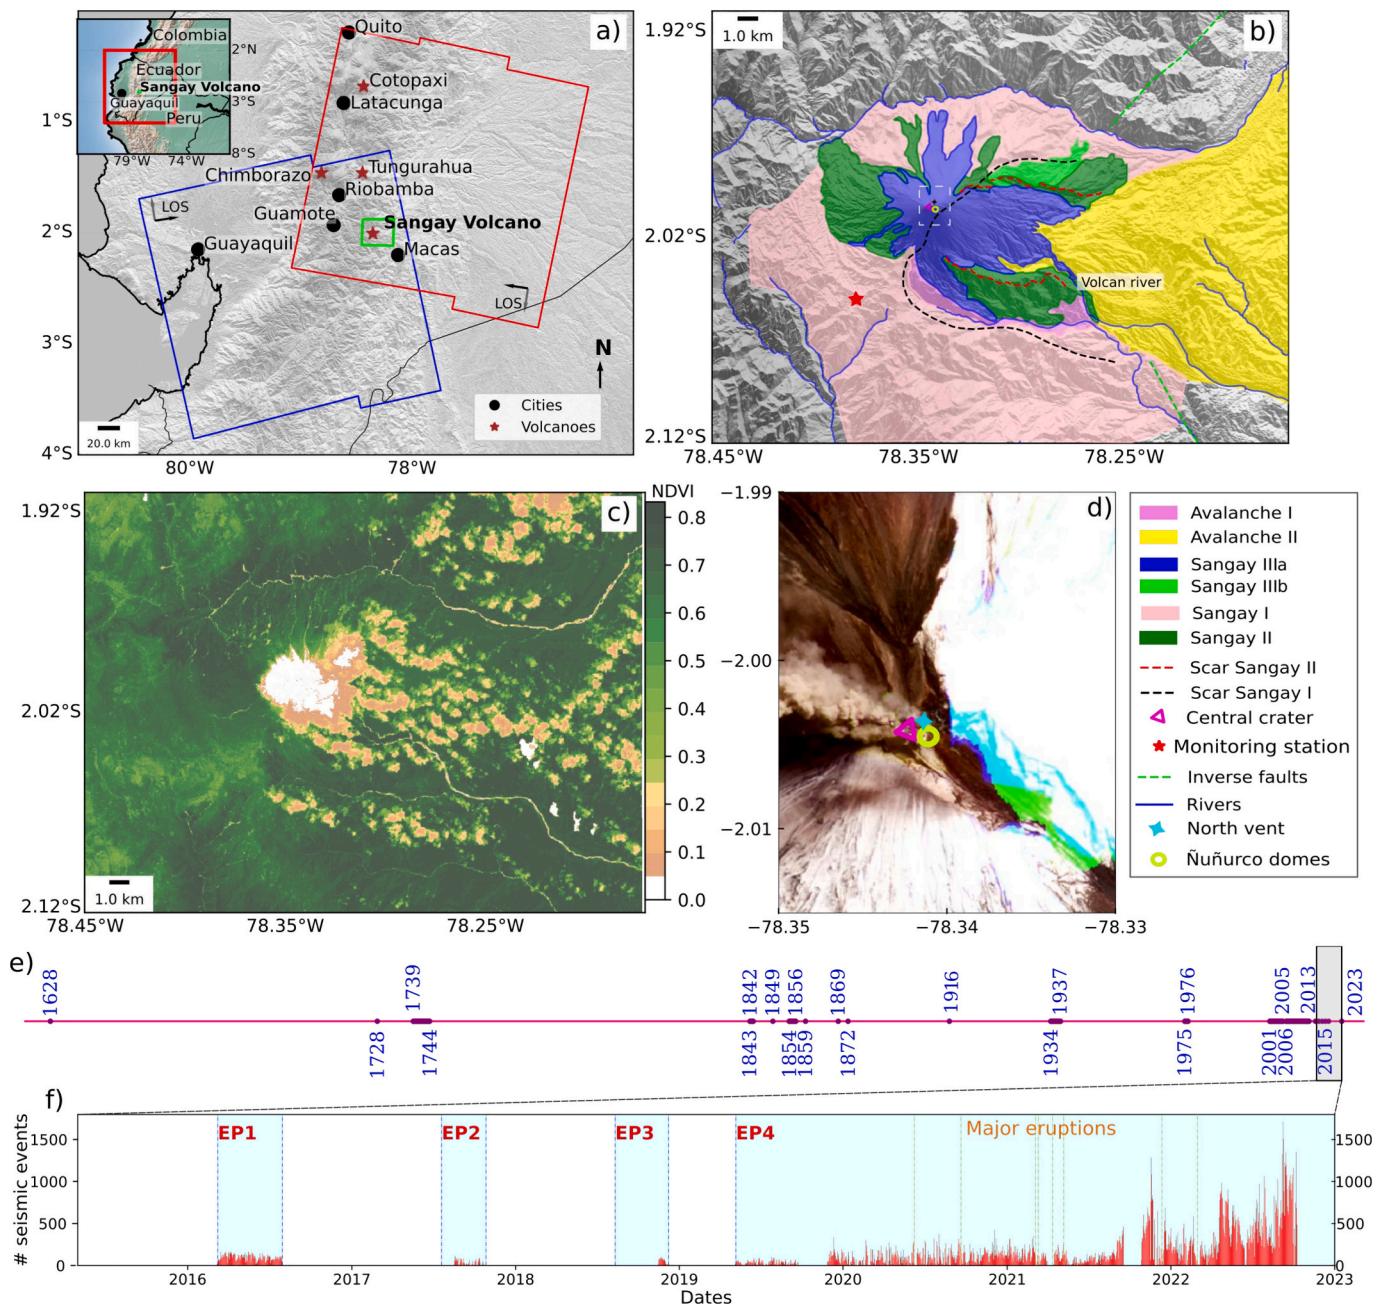 a)
Colombia
2°N
Ecuador
Sangay Volcano
Guayaquil
3°S
Peru
8°S
79°W 74°W
Quito
Cotopaxi
Latacunga
Chimborazo
Tungurahua
Riobamba
Guamote
Sangay Volcano
Guayaquil
Macas
LOS
LOS
N
Cities
Volcanoes
20.0 km
1°S
2°S
3°S
4°S
80°W 78°W
b)
1.0 km
Volcan river
1.92°S
2.02°S
2.12°S
78.45°W 78.35°W 78.25°W
c)
NDVI
0.8
0.7
0.6
0.5
0.4
0.3
0.2
0.1
0.0
1.0 km
1.92°S
2.02°S
2.12°S
78.45°W 78.35°W 78.25°W
d)
−1.99
−2.00
−2.01
−78.35 −78.34 −78.33
Avalanche I
Avalanche II
Sangay IIIa
Sangay IIIb
Sangay I
Sangay II
Scar Sangay II
Scar Sangay I
Central crater
Monitoring station
Inverse faults
Rivers
North vent
Ñuñurco domes
e)
1628 1739 1842 1849 1856 1869 1916 1937 1976 2005 2013 2023
1728 1744 1843 1854 1859 1872 1934 1975 2001 2006 2015
f)
EP1 EP2 EP3 EP4 Major eruptions
# seismic events
1500
1000
500
0
1500
1000
500
0
2016 2017 2018 2019 2020 2021 2022 2023
Dates